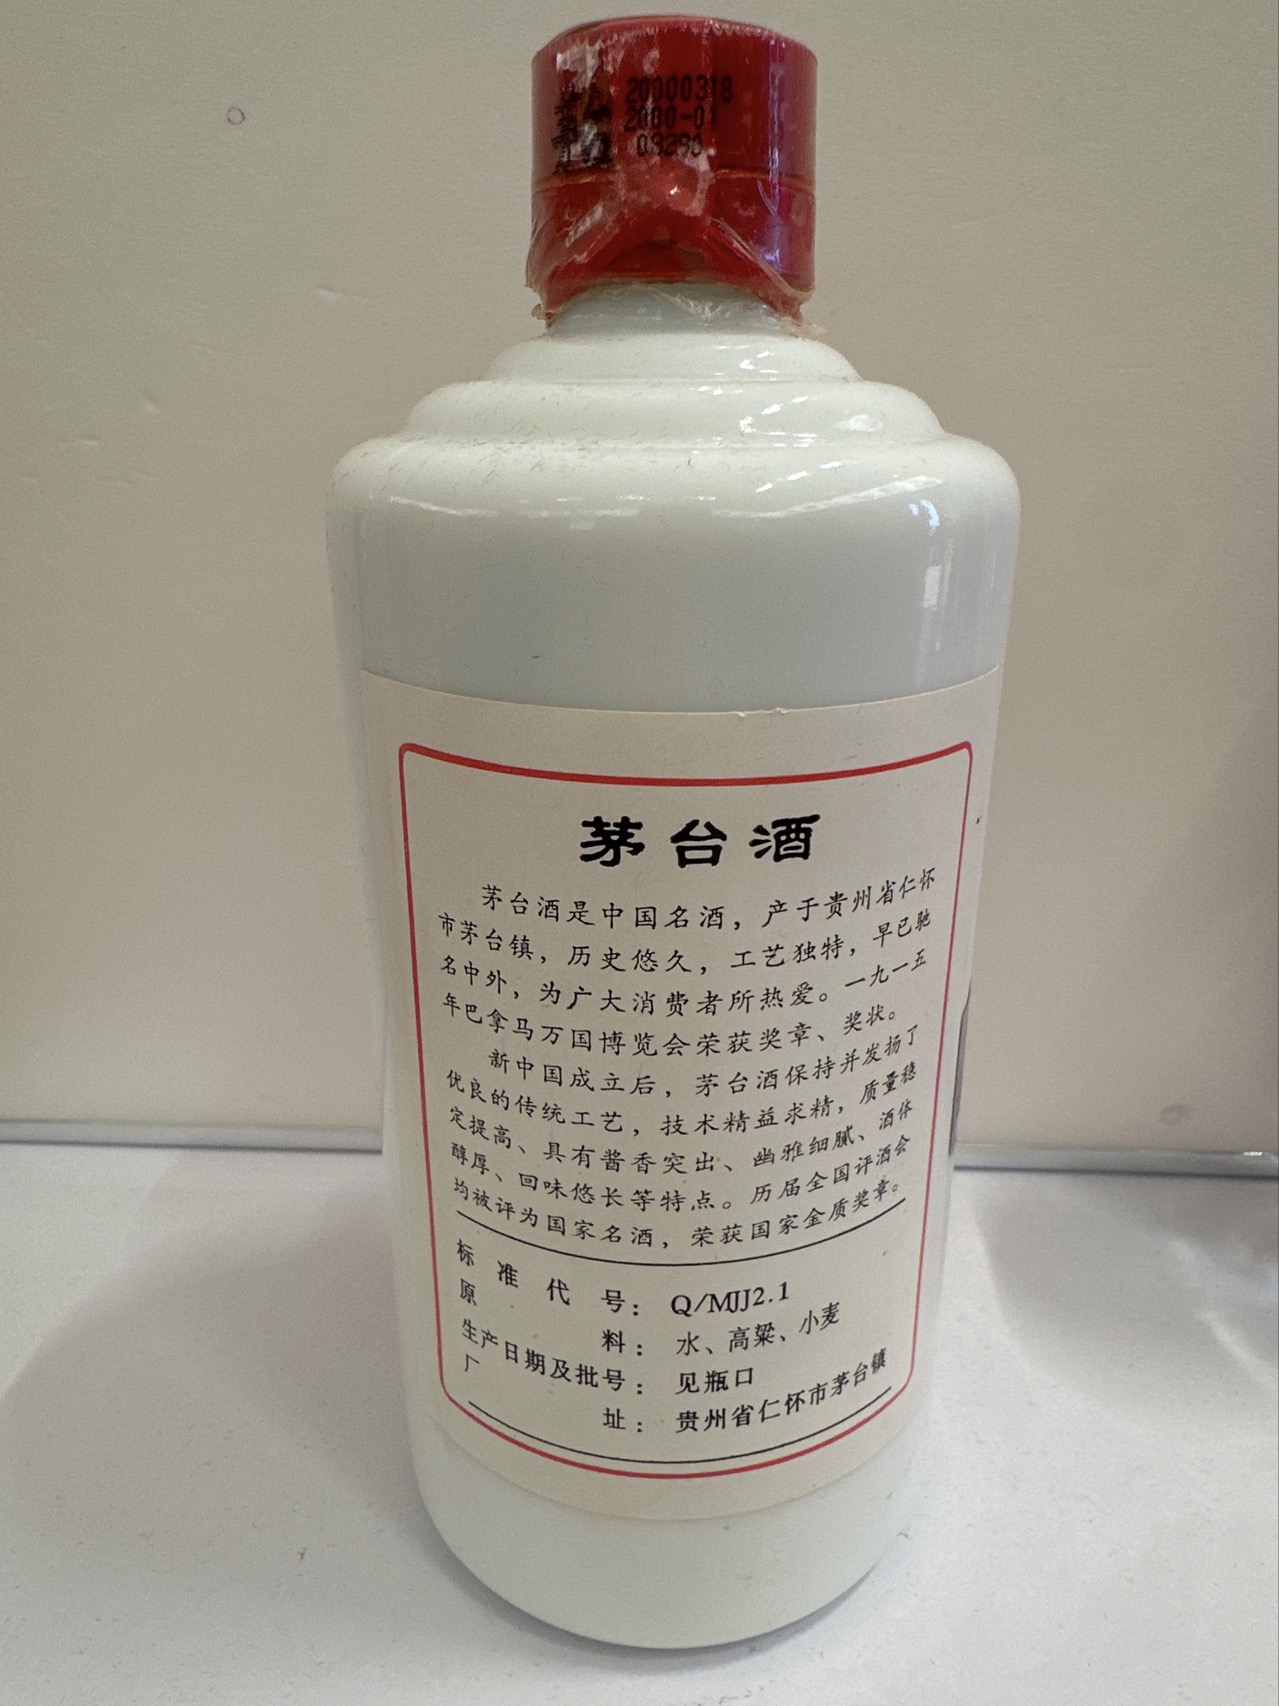 20000318
2000-01
茅台酒
茅台酒是中国名酒，产于贵州省仁怀
市茅台镇，历史悠久，工艺独特，早已驰
名中外，为广大消费者所热爱。一九一五
年巴拿马万国博览会荣获奖章、奖状。
新中国成立后，茅台酒保持并发扬了
优良的传统工艺，技术精益求精，质量稳
定提高、具有酱香突出、幽雅细腻、酒体
醇厚、回味悠长等特点。历届全国评酒会
均被评为国家名酒，荣获国家金质奖章。
标准代号：Q/MJJ2.1
原料：水、高粱、小麦
生产日期及批号：见瓶口
厂址：贵州省仁怀市茅台镇